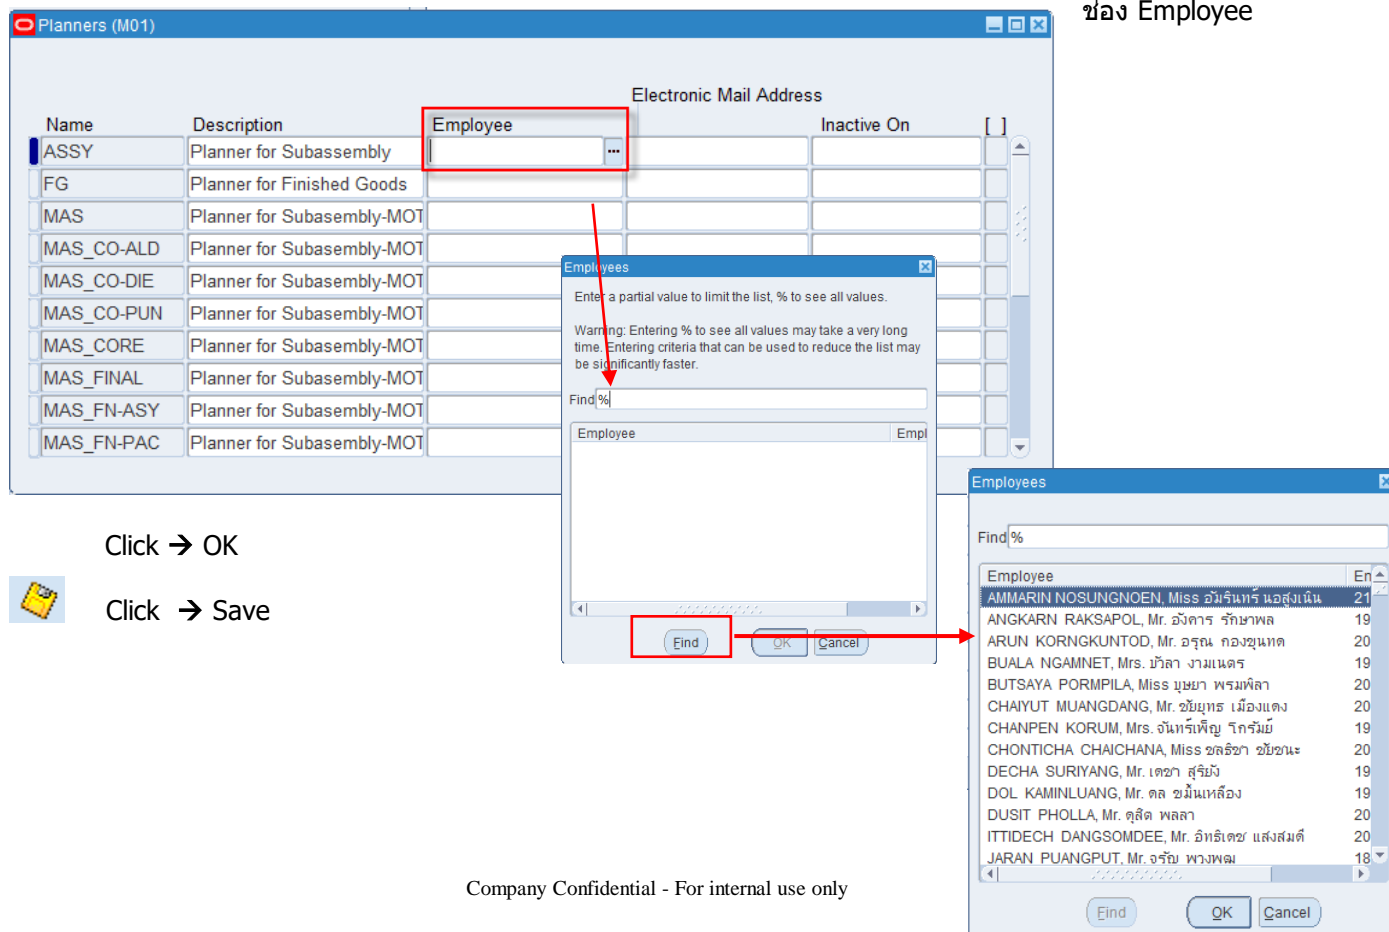 ช่อง Employee
Planners (M01)
Electronic Mail Address
Name Description Employee Inactive On [ ]
ASSY Planner for Subassembly
FG Planner for Finished Goods
MAS Planner for Subasembly-MOT
MAS_CO-ALD Planner for Subasembly-MOT
MAS_CO-DIE Planner for Subasembly-MOT
MAS_CO-PUN Planner for Subasembly-MOT
MAS_CORE Planner for Subasembly-MOT
MAS_FINAL Planner for Subasembly-MOT
MAS_FN-ASY Planner for Subasembly-MOT
MAS_FN-PAC Planner for Subasembly-MOT
Employees
Enter a partial value to limit the list, % to see all values.
Warning: Entering % to see all values may take a very long
time. Entering criteria that can be used to reduce the list may
be significantly faster.
Find %
Employee Empl
Find OK Cancel
Click → OK
Click → Save
Employees
Find %
Employee En
AMMARIN NOSUNGNOEN, Miss อัมรินทร์ นอสูงเนิน 21
ANGKARN RAKSAPOL, Mr. อังคาร รักษาพล 19
ARUN KORNGKUNTOD, Mr. อรุณ กองขุนทด 20
BUALA NGAMNET, Mrs. บัวลา งามเนตร 19
BUTSAYA PORMPILA, Miss บุษยา พรมพิลา 20
CHAIYUT MUANGDANG, Mr. ชัยยุทธ เมืองแดง 20
CHANPEN KORUM, Mrs. จันทร์เพ็ญ โกรัมย์ 19
CHONTICHA CHAICHANA, Miss ชลธิชา ชัยชนะ 20
DECHA SURIYANG, Mr. เดชา สุริยัง 19
DOL KAMINLUANG, Mr. ดล ขมิ้นเหลือง 19
DUSIT PHOLLA, Mr. ดุสิต พลลา 20
ITTIDECH DANGSOMDEE, Mr. อิทธิเดช แสงสมดี 20
JARAN PUANGPUT, Mr. จรัญ พวงพุฒ 18
Find OK Cancel
Company Confidential - For internal use only